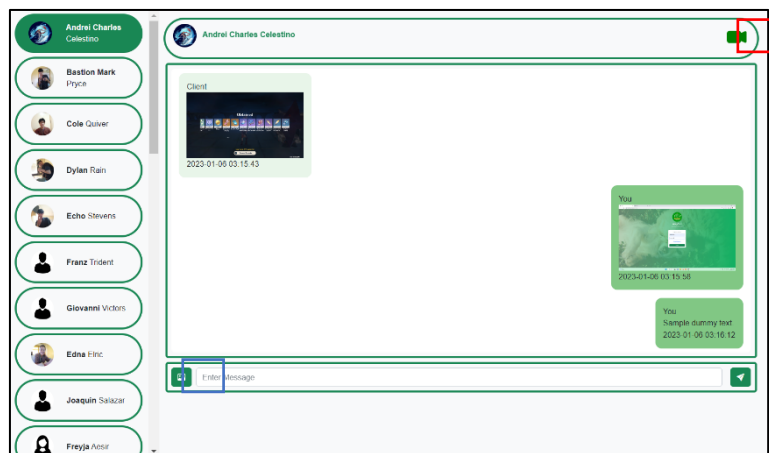 Andrei Charles
Celestino
Bastion Mark
Pryce
Cole Quiver
Dylan Rain
Echo Stevens
Franz Trident
Giovanni Victors
Edna Einc
Joaquin Salazar
Freyja Aesir
Andrei Charles Celestino
Client
2023-01-06 03:15:43
You
2023-01-06 03:15:58
You
Sample dummy text
2023-01-06 03:16:12
Enter Message